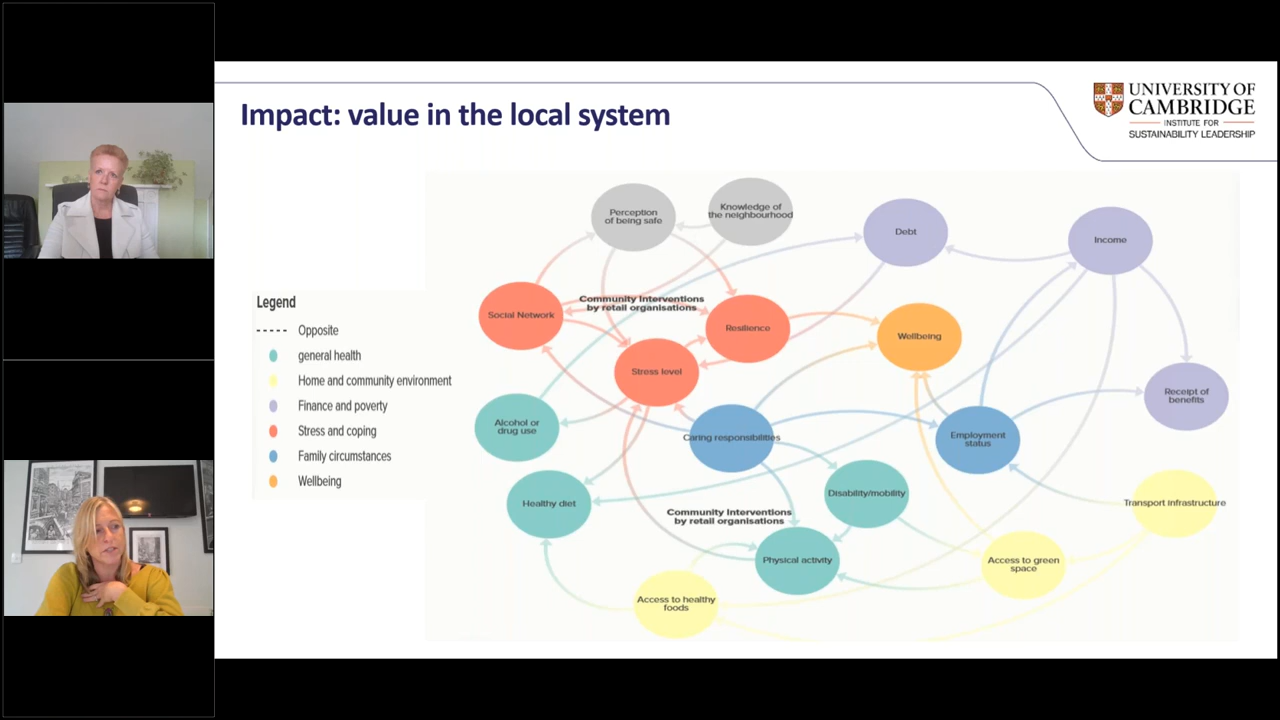 Impact: value in the local system
UNIVERSITY OF
CAMBRIDGE
INSTITUTE FOR
SUSTAINABILITY LEADERSHIP
Legend
Opposite
general health
Home and community environment
Finance and poverty
Stress and coping
Family circumstances
Wellbeing
Perception
of being safe
Knowledge of
the neighbourhood
Debt
Income
Social Network
Community Interventions
by retail organisations
Resilience
Wellbeing
Stress level
Receipt of
benefits
Alcohol or
drug use
Caring responsibilities
Employment
status
Healthy diet
Disability/mobility
Transport infrastructure
Community Interventions
by retail organisations
Physical activity
Access to green
space
Access to healthy
foods